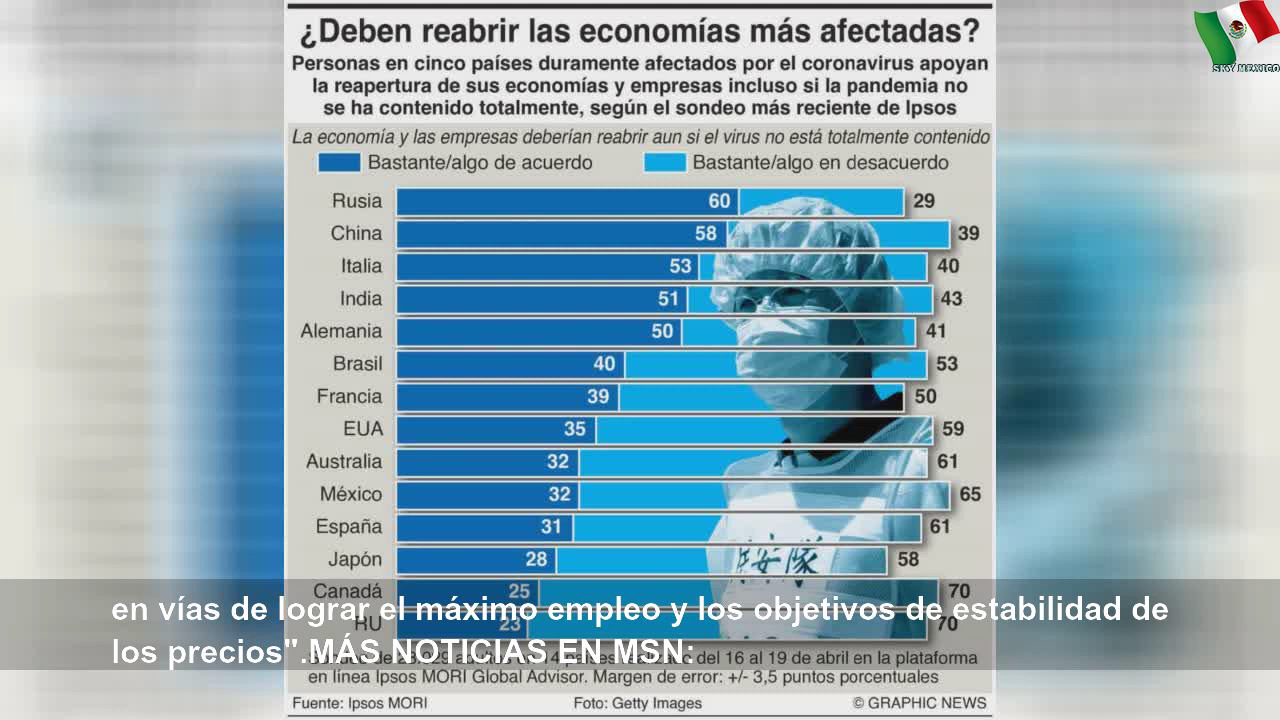 ¿Deben reabrir las economías más afectadas?
Personas en cinco países duramente afectados por el coronavirus apoyan
la reapertura de sus economías y empresas incluso si la pandemia no
se ha contenido totalmente, según el sondeo más reciente de Ipsos
La economía y las empresas deberían reabrir aun si el virus no está totalmente contenido
Bastante/algo de acuerdo Bastante/algo en desacuerdo
Rusia 60 29
China 58 39
Italia 53 40
India 51 43
Alemania 50 41
Brasil 40 53
Francia 39 50
EUA 35 59
Australia 32 61
México 32 65
España 31 61
Japón 28 58
Canadá 25 70
RU 23 70
en vías de lograr el máximo empleo y los objetivos de estabilidad de
los precios".MÁS NOTICIAS EN MSN:
del 16 al 19 de abril en la plataforma
en línea Ipsos MORI Global Advisor. Margen de error: +/- 3,5 puntos porcentuales
Fuente: Ipsos MORI Foto: Getty Images © GRAPHIC NEWS
SKY MEXICO